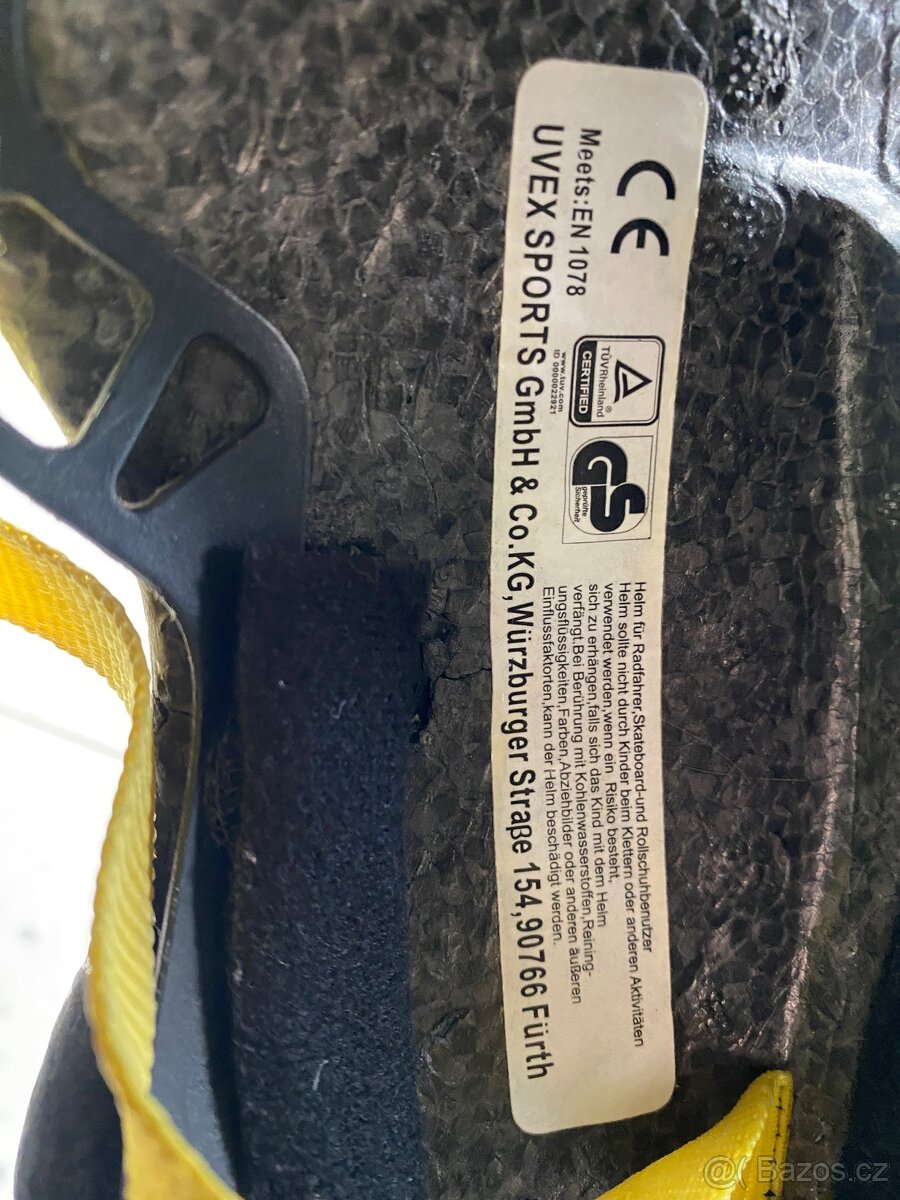 CE
Meets:EN 1078
TÜVRheinland®
CERTIFIED
www.tuv.com
ID 0000022921
GS
geprüfte
Sicherheit
Helm für Radfahrer,Skateboard-und Rollschuhbenutzer
Helm sollte nicht durch Kinder beim Klettern oder anderen Aktivitäten
verwendet werden,wenn ein Risiko besteht,
sich zu erhängen,falls sich das Kind mit dem Helm
verfängt.Bei Berührung mit Kohlenwasserstoffen,Reining-
ungsflüssigkeiten,Farben,Abziehbilder oder anderen äußeren
Einflussfaktorten,kann der Helm beschädigt werden.
UVEX SPORTS GmbH & Co.KG,Würzburger Straße 154,90766 Fürth
@( Bazos.cz